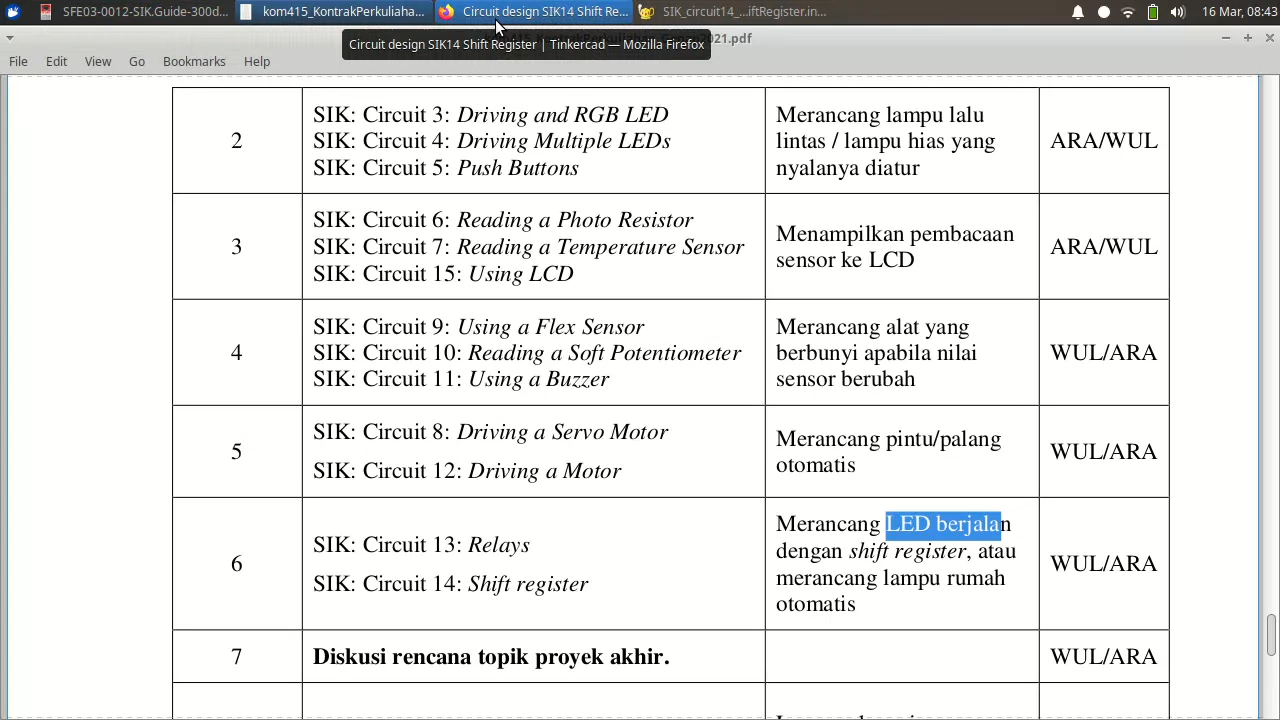 SFE03-0012-SIK.Guide-300d...
kom415_KontrakPerkuliaha...
Circuit design SIK14 Shift Re...
SIK_circuit14_...iftRegister.in...
16 Mar, 08:43
2021.pdf
Circuit design SIK14 Shift Register | Tinkercad — Mozilla Firefox
File Edit View Go Bookmarks Help
2
SIK: Circuit 3: Driving and RGB LED
SIK: Circuit 4: Driving Multiple LEDs
SIK: Circuit 5: Push Buttons
Merancang lampu lalu
lintas / lampu hias yang
nyalanya diatur
ARA/WUL
3
SIK: Circuit 6: Reading a Photo Resistor
SIK: Circuit 7: Reading a Temperature Sensor
SIK: Circuit 15: Using LCD
Menampilkan pembacaan
sensor ke LCD
ARA/WUL
4
SIK: Circuit 9: Using a Flex Sensor
SIK: Circuit 10: Reading a Soft Potentiometer
SIK: Circuit 11: Using a Buzzer
Merancang alat yang
berbunyi apabila nilai
sensor berubah
WUL/ARA
5
SIK: Circuit 8: Driving a Servo Motor
SIK: Circuit 12: Driving a Motor
Merancang pintu/palang
otomatis
WUL/ARA
6
SIK: Circuit 13: Relays
SIK: Circuit 14: Shift register
Merancang LED berjalan
dengan shift register, atau
merancang lampu rumah
otomatis
WUL/ARA
7
Diskusi rencana topik proyek akhir.
WUL/ARA